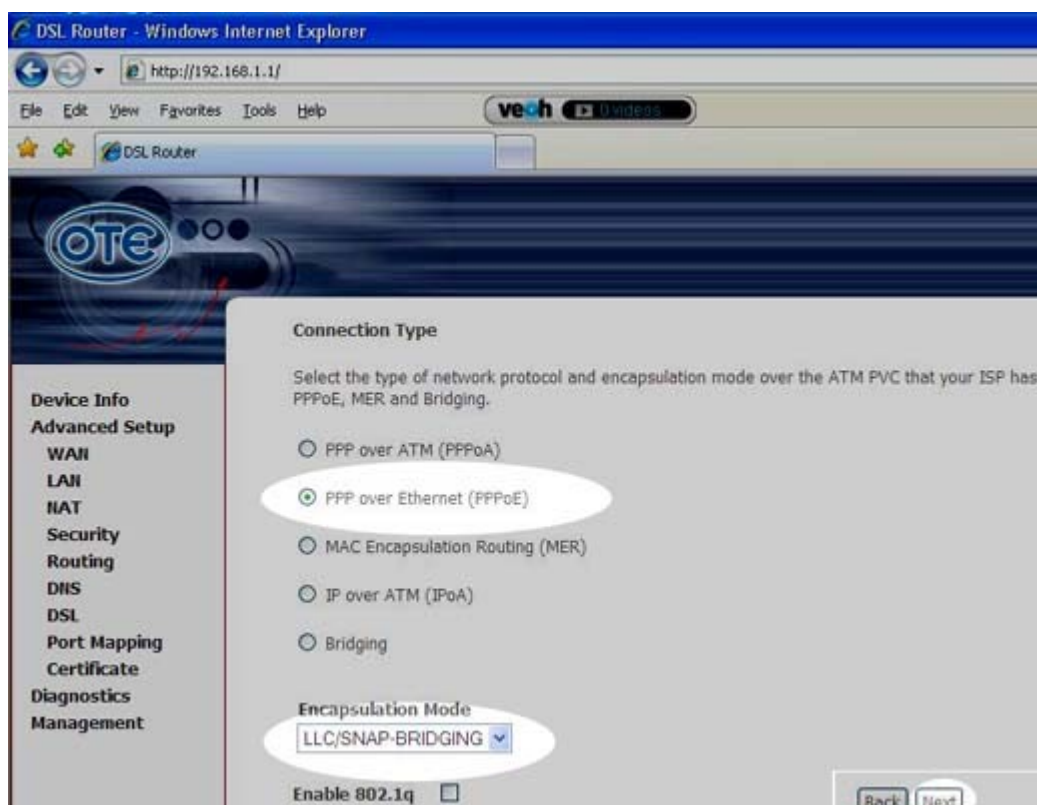 DSL Router - Windows Internet Explorer
http://192.168.1.1/
File Edit View Favorites Tools Help
veoh 0 videos
DSL Router
OTE
Connection Type
Select the type of network protocol and encapsulation mode over the ATM PVC that your ISP has
PPPoE, MER and Bridging.
Device Info
Advanced Setup
WAN
LAN
NAT
Security
Routing
DNS
DSL
Port Mapping
Certificate
Diagnostics
Management
PPP over ATM (PPPoA)
PPP over Ethernet (PPPoE)
MAC Encapsulation Routing (MER)
IP over ATM (IPoA)
Bridging
Encapsulation Mode
LLC/SNAP-BRIDGING
Enable 802.1q
Back Next